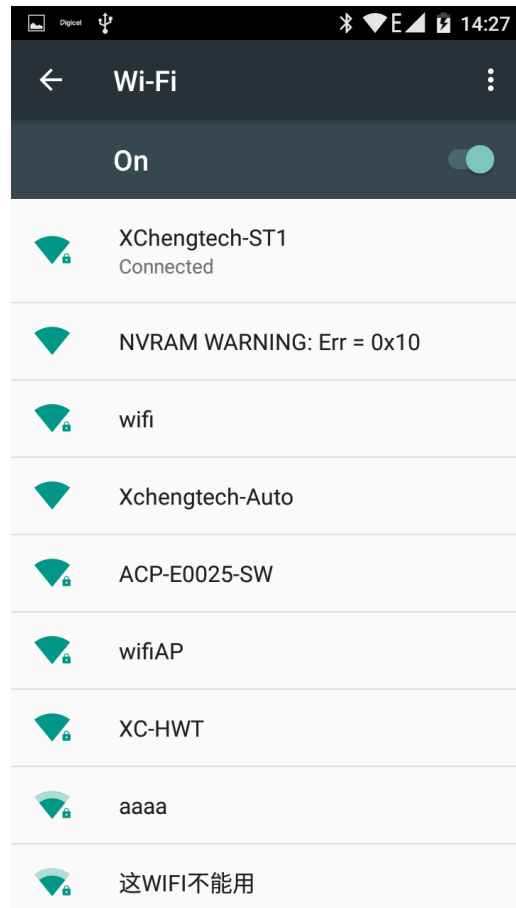 Digicel E 14:27
Wi-Fi
On
XChengtech-ST1
Connected
NVRAM WARNING: Err = 0x10
wifi
Xchengtech-Auto
ACP-E0025-SW
wifiAP
XC-HWT
aaaa
这WIFI不能用